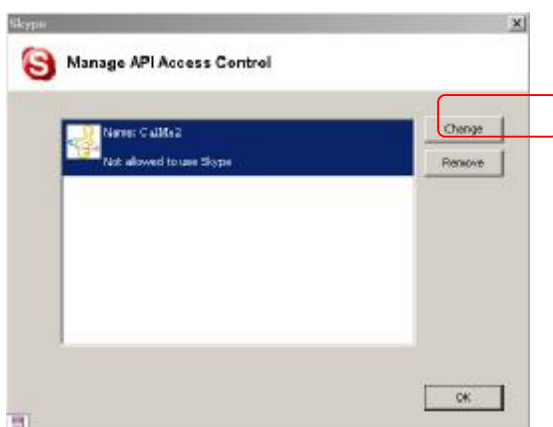 Skype
Manage API Access Control
Name: CallMe2
Not allowed to use Skype
Change
Remove
OK